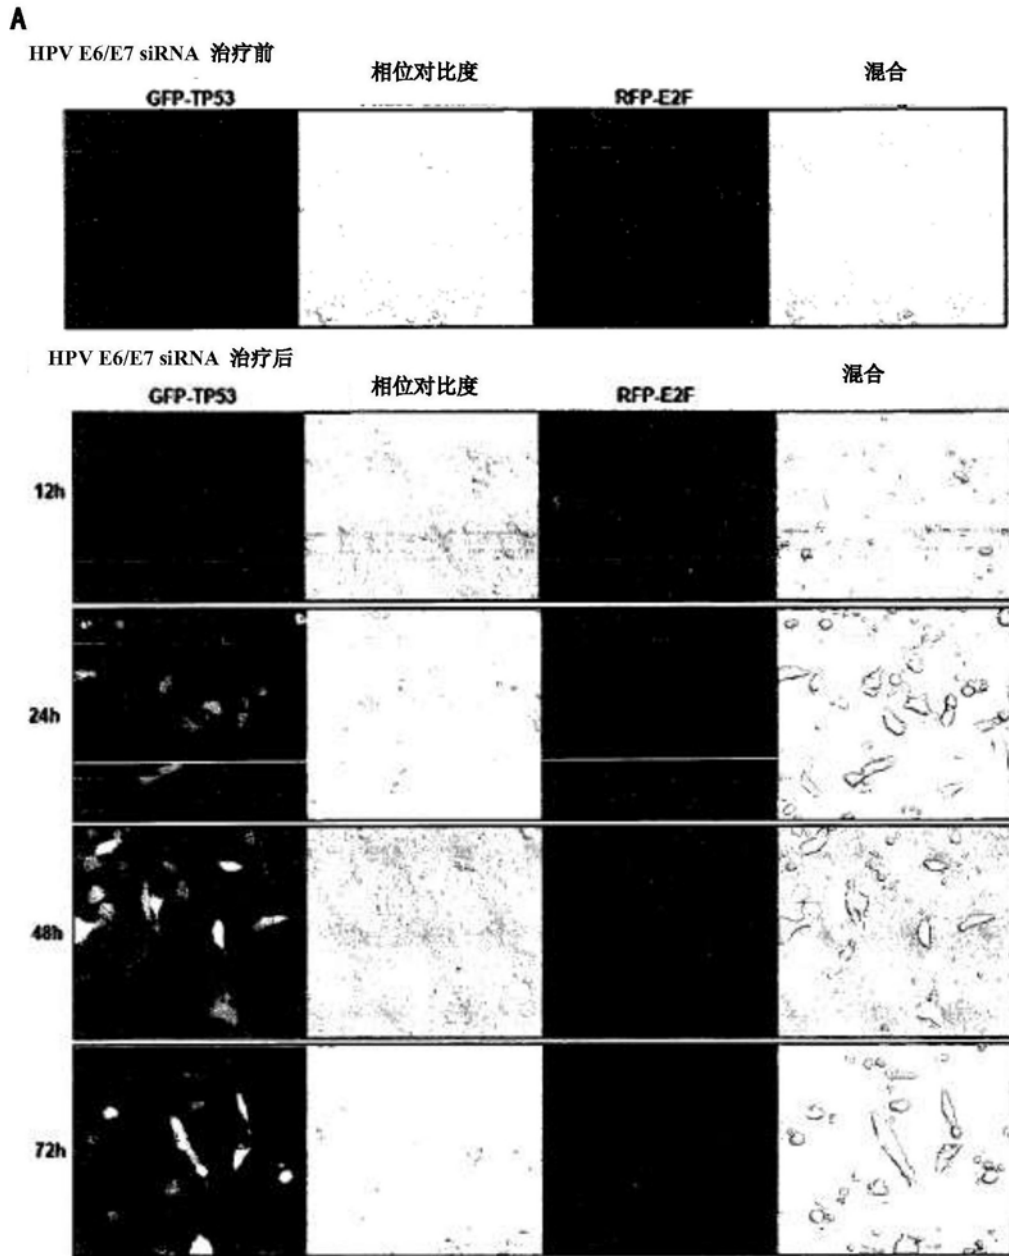 A
HPV E6/E7 siRNA 治疗前
GFP-TP53 相位对比度 RFP-E2F 混合
HPV E6/E7 siRNA 治疗后
GFP-TP53 相位对比度 RFP-E2F 混合
12h
24h
48h
72h